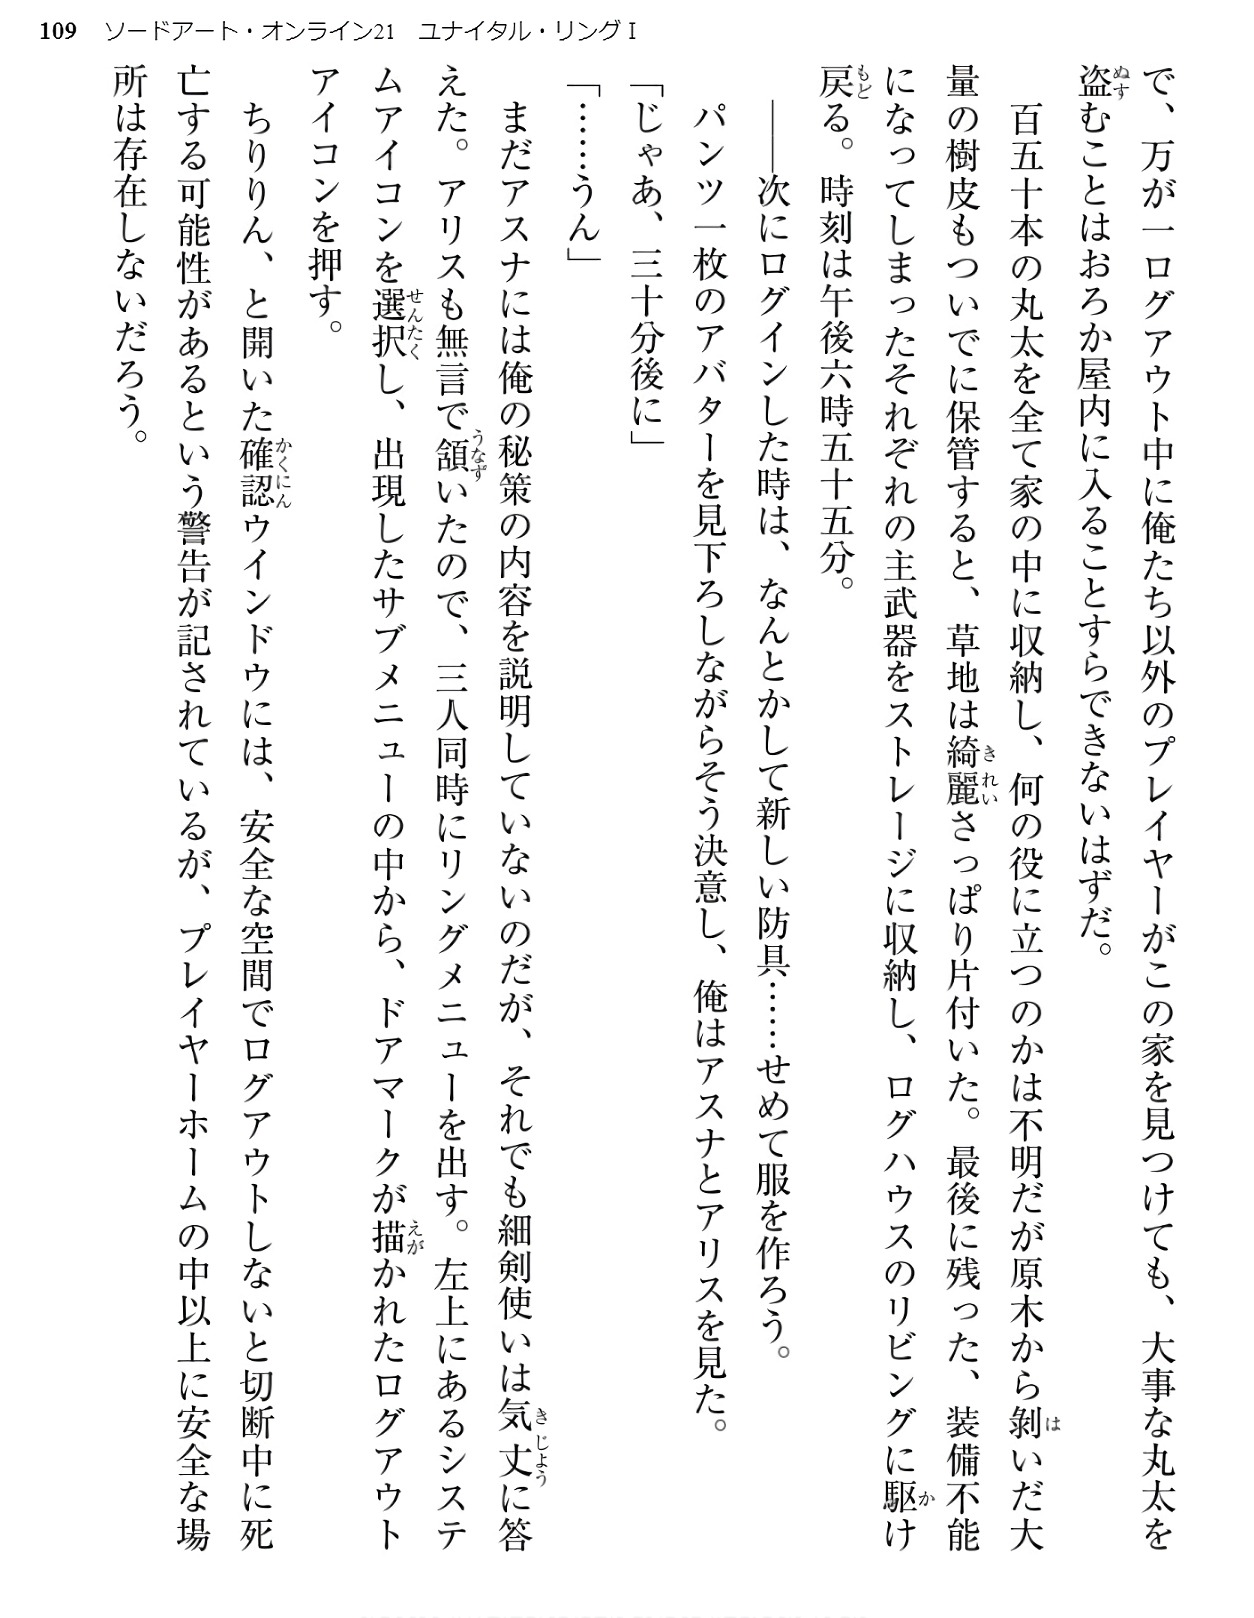 109 ソードアート・オンライン21 ユナイタル・リングⅠ
で、万が一ログアウト中に俺たち以外のプレイヤーがこの家を見つけても、大事な丸太を
盗むことはおろか屋内に入ることすらできないはずだ。
百五十本の丸太を全て家の中に収納し、何の役に立つのかは不明だが原木から剝いだ大
量の樹皮もついでに保管すると、草地は綺麗さっぱり片付いた。最後に残った、装備不能
になってしまったそれぞれの主武器をストレージに収納し、ログハウスのリビングに駆け
戻る。時刻は午後六時五十五分。
――次にログインした時は、なんとかして新しい防具……せめて服を作ろう。
パンツ一枚のアバターを見下ろしながらそう決意し、俺はアスナとアリスを見た。
「じゃあ、三十分後に」
「……うん」
まだアスナには俺の秘策の内容を説明していないのだが、それでも細剣使いは気丈に答
えた。アリスも無言で頷いたので、三人同時にリングメニューを出す。左上にあるシステ
ムアイコンを選択し、出現したサブメニューの中から、ドアマークが描かれたログアウト
アイコンを押す。
ちりりん、と開いた確認ウインドウには、安全な空間でログアウトしないと切断中に死
亡する可能性があるという警告が記されているが、プレイヤーホームの中以上に安全な場
所は存在しないだろう。